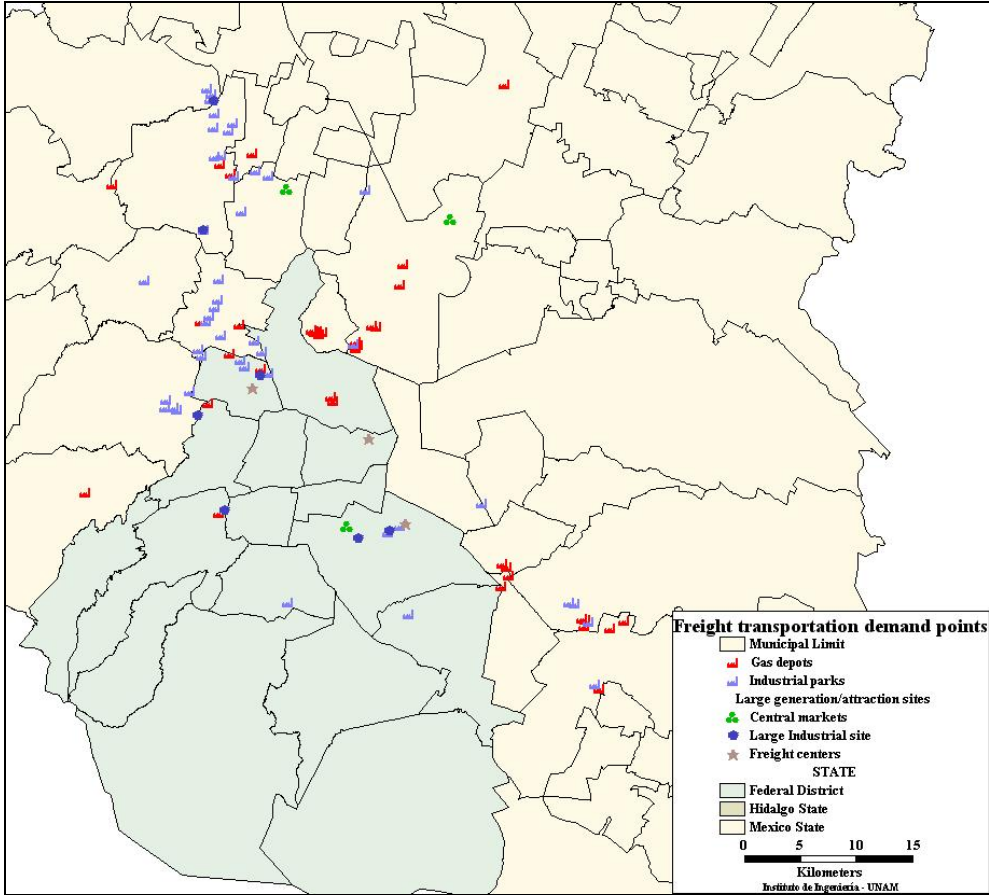 Freight transportation demand points
Municipal Limit
Gas depots
Industrial parks
Large generation/attraction sites
Central markets
Large Industrial site
Freight centers
STATE
Federal District
Hidalgo State
Mexico State
0 5 10 15
Kilometers
Instituto de Ingeniería - UNAM